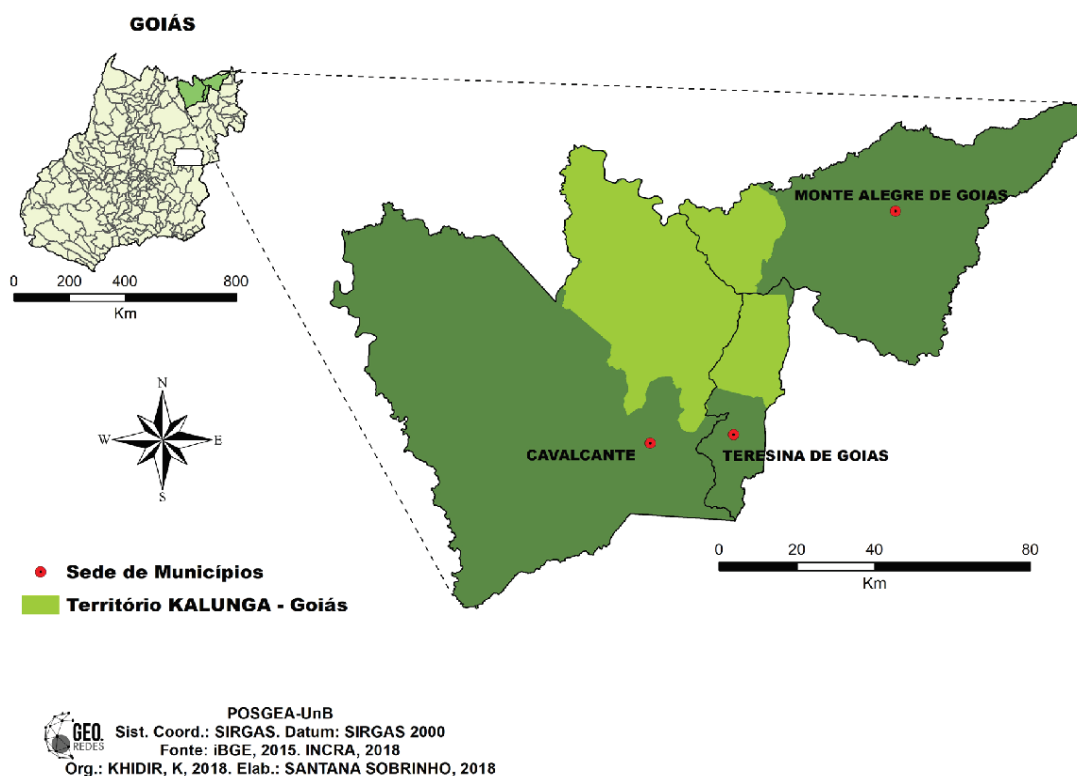 GOIÁS
0 200 400 800
Km
N
W E
S
MONTE ALEGRE DE GOIAS
CAVALCANTE
TERESINA DE GOIAS
0 20 40 80
Km
Sede de Municípios
Território KALUNGA - Goiás
GEO.
REDES
POSGEA-UnB
Sist. Coord.: SIRGAS. Datum: SIRGAS 2000
Fonte: iBGE, 2015. INCRA, 2018
Org.: KHIDIR, K, 2018. Elab.: SANTANA SOBRINHO, 2018